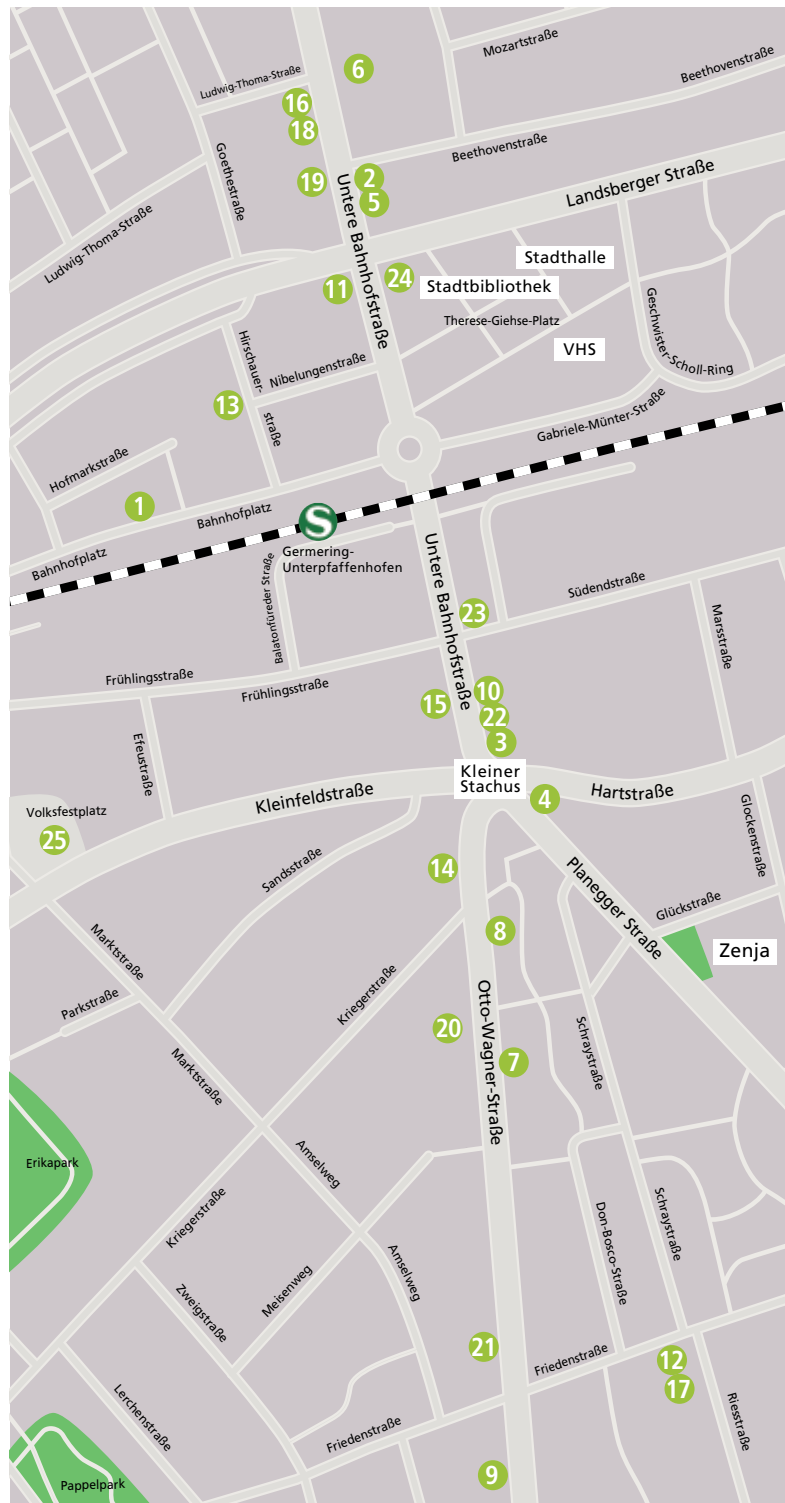 Mozartstraße
6
Beethovenstraße
Ludwig-Thoma-Straße
16
18
Beethovenstraße
Goethestraße
19
2
5
Untere Bahnhofstraße
Landsberger Straße
Ludwig-Thoma-Straße
Stadthalle
24
11
Stadtbibliothek
Geschwister-Scholl-Ring
Therese-Giehse-Platz
Hirschauer-
straße
VHS
Nibelungenstraße
13
Gabriele-Münter-Straße
Hofmarkstraße
1
Bahnhofplatz
S
Bahnhofplatz
Germering-
Unterpfaffenhofen
Untere Bahnhofstraße
Balatonfüreder Straße
Südendstraße
23
Marsstraße
Frühlingsstraße
Frühlingsstraße
10
15
22
3
Efeustraße
Kleiner
Stachus
Kleinfeldstraße
4
Hartstraße
Volksfestplatz
25
Glockenstraße
Sandsstraße
14
Planegger Straße
Glückstraße
8
Zenja
Marktstraße
Kriegerstraße
Parkstraße
Otto-Wagner-Straße
20
Schraystraße
7
Marktstraße
Erikapark
Amselweg
Kriegerstraße
Schraystraße
Don-Bosco-Straße
Meisenweg
Amselweg
Zweigstraße
21
Friedenstraße
12
17
Lerchenstraße
Riesstraße
Friedenstraße
9
Pappelpark